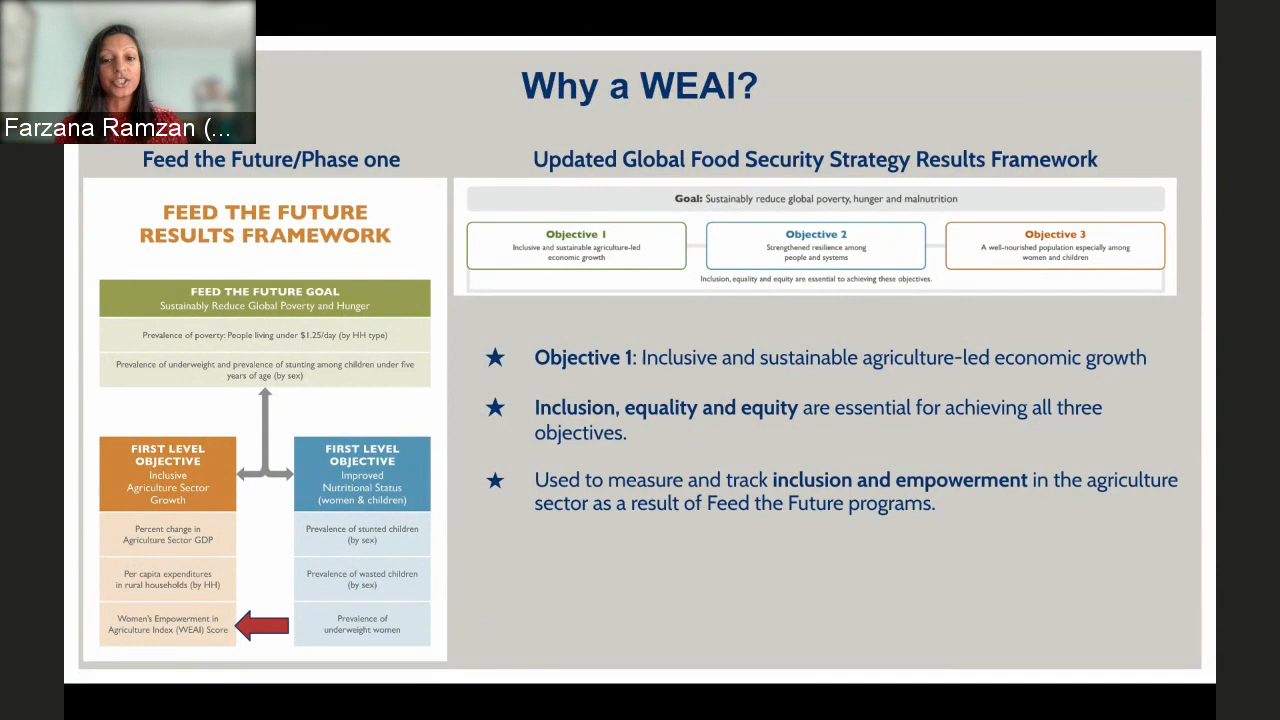 Farzana Ramzan (...
Why a WEAI?
Feed the Future/Phase one
FEED THE FUTURE
RESULTS FRAMEWORK
FEED THE FUTURE GOAL
Sustainably Reduce Global Poverty and Hunger
Prevalence of poverty: People living under $1.25/day (by HH type)
Prevalence of underweight and prevalence of stunting among children under five
years of age (by sex)
FIRST LEVEL
OBJECTIVE
Inclusive
Agriculture Sector
Growth
Percent change in
Agriculture Sector GDP
Per capita expenditures
in rural households (by HH)
Women's Empowerment in
Agriculture Index (WEAI) Score
FIRST LEVEL
OBJECTIVE
Improved
Nutritional Status
(women & children)
Prevalence of stunted children
(by sex)
Prevalence of wasted children
(by sex)
Prevalence of
underweight women
Updated Global Food Security Strategy Results Framework
Goal: Sustainably reduce global poverty, hunger and malnutrition
Objective 1
Inclusive and sustainable agriculture-led
economic growth
Objective 2
Strengthened resilience among
people and systems
Objective 3
A well-nourished population especially among
women and children
Inclusion, equality and equity are essential to achieving these objectives.
★ Objective 1: Inclusive and sustainable agriculture-led economic growth
★ Inclusion, equality and equity are essential for achieving all three
objectives.
★ Used to measure and track inclusion and empowerment in the agriculture
sector as a result of Feed the Future programs.